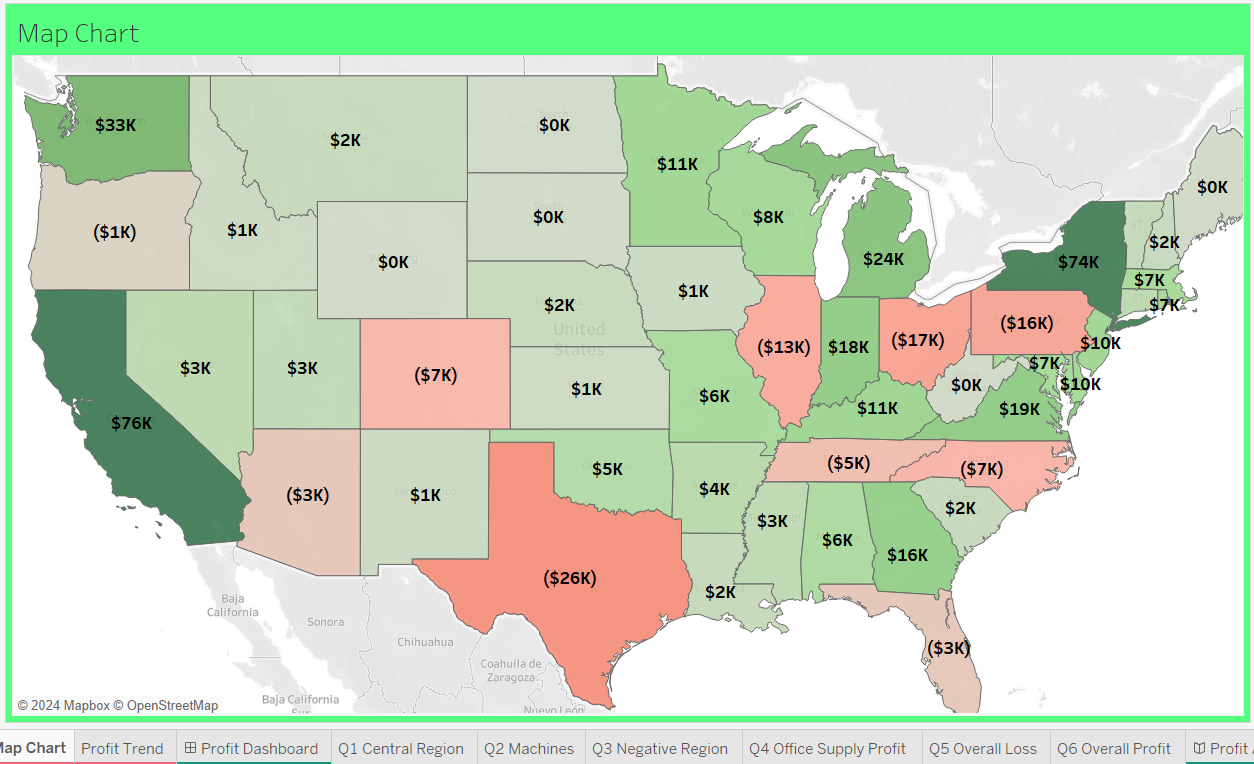 Map Chart
$33K
$2K
$0K
$11K
$0K
($1K)
$1K
$0K
$8K
$2K
$0K
$24K
$74K
$7K
$1K
$2K
$7K
United
States
$3K
$3K
($7K)
$1K
$6K
($13K)
$18K
($17K)
($16K)
$10K
$7K
$0K
$10K
$76K
$11K
$19K
($3K)
$1K
$5K
$4K
($5K)
($7K)
$3K
$2K
$6K
$16K
($26K)
$2K
($3K)
Baja
California
Sonora
Chihuahua
Coahuila de
Zaragoza
Baja California
Sur
Nuevo León
© 2024 Mapbox © OpenStreetMap
Map Chart Profit Trend Profit Dashboard Q1 Central Region Q2 Machines Q3 Negative Region Q4 Office Supply Profit Q5 Overall Loss Q6 Overall Profit Profit